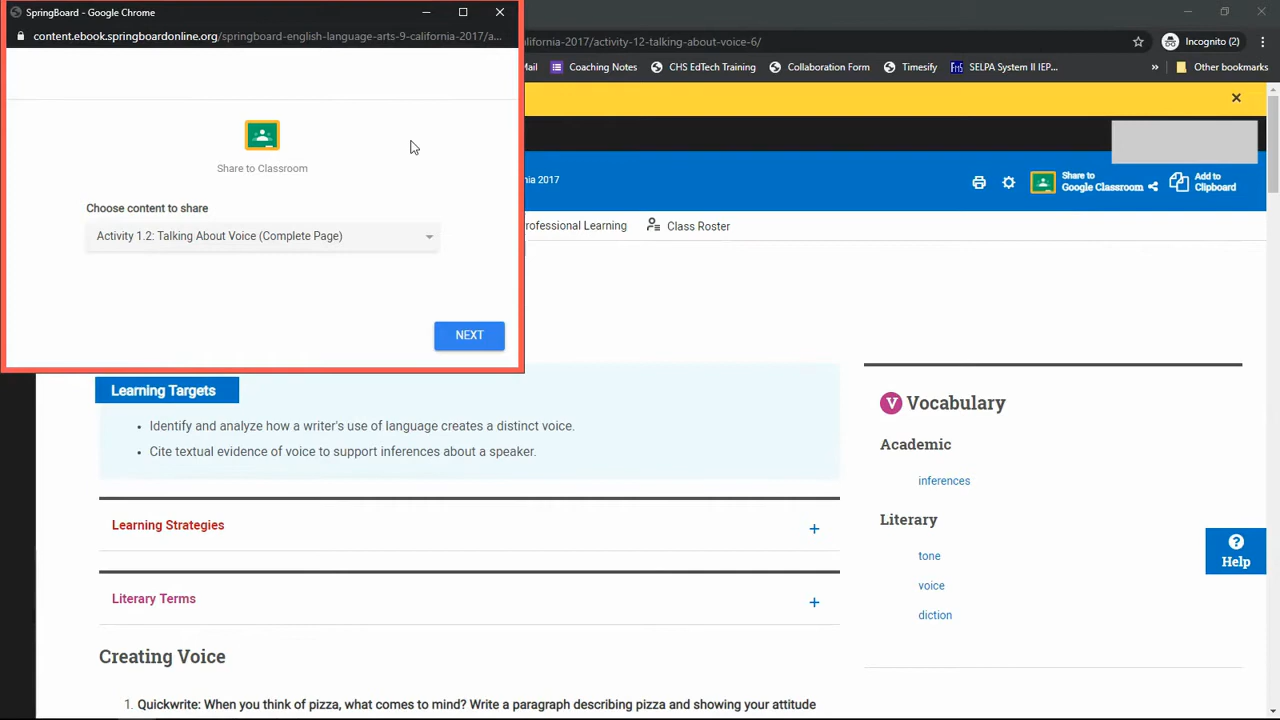 SpringBoard - Google Chrome
content.ebook.springboardonline.org/springboard-english-language-arts-9-california-2017/a...
alifornia-2017/activity-12-talking-about-voice-6/
Incognito (2)
Mail
Coaching Notes
CHS EdTech Training
Collaboration Form
Timesify
frís
SELPA System II IEP...
»
Other bookmarks
Share to Classroom
Choose content to share
Activity 1.2: Talking About Voice (Complete Page)
NEXT
nia 2017
Share to
Google Classroom
Add to
Clipboard
rofessional Learning
Class Roster
Learning Targets
• Identify and analyze how a writer's use of language creates a distinct voice.
• Cite textual evidence of voice to support inferences about a speaker.
Learning Strategies +
Literary Terms +
Creating Voice
1. Quickwrite: When you think of pizza, what comes to mind? Write a paragraph describing pizza and showing your attitude
V Vocabulary
Academic
inferences
Literary
tone
voice
diction
? Help